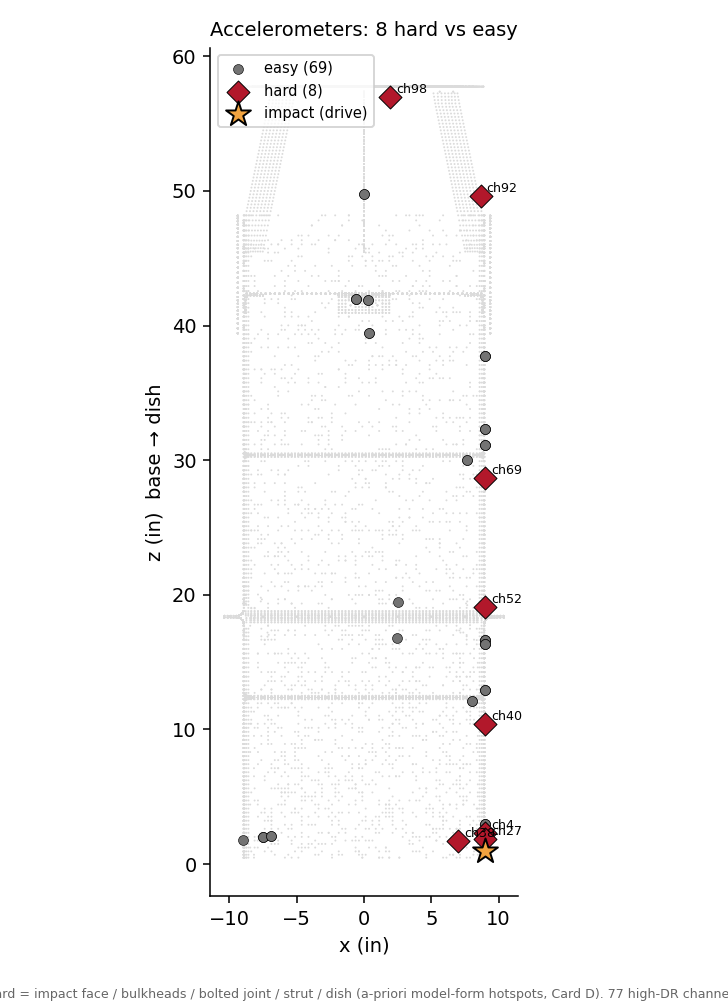 Accelerometers: 8 hard vs easy
easy (69)
hard (8)
impact (drive)
ch98
ch92
ch69
ch52
ch40
ch4
ch27
60
50
40
30
20
10
0
z (in) base → dish
−10
−5
0
5
10
x (in)
ard = impact face / bulkheads / bolted joint / strut / dish (a-priori model-form hotspots, Card D). 77 high-DR channe